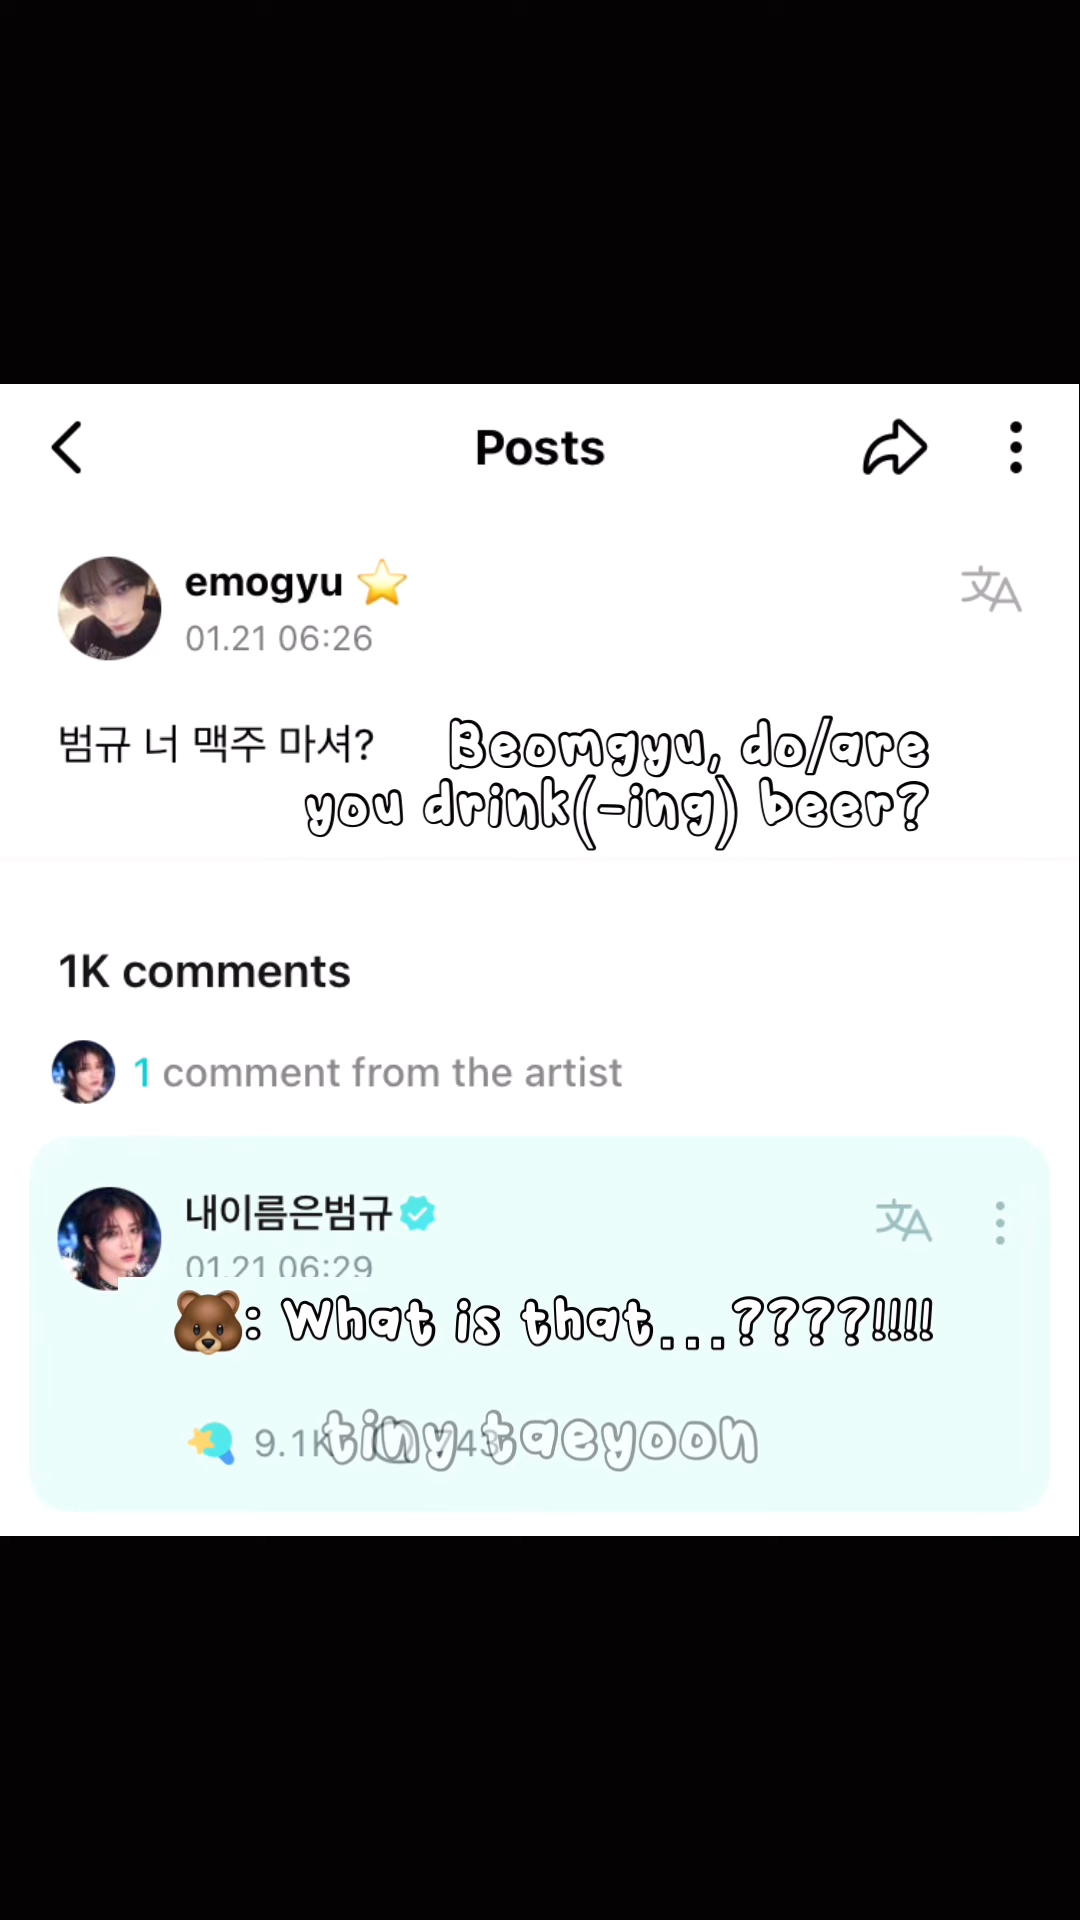 Posts
emogyu ⭐
01.21 06:26
범규 너 맥주 마셔?
Beomgyu, do/are
you drink(-ing) beer?
1K comments
1 comment from the artist
내이름은범규
01.21 06:29
🐻: What is that...????!!!!
9.1K
tiny taeyoon